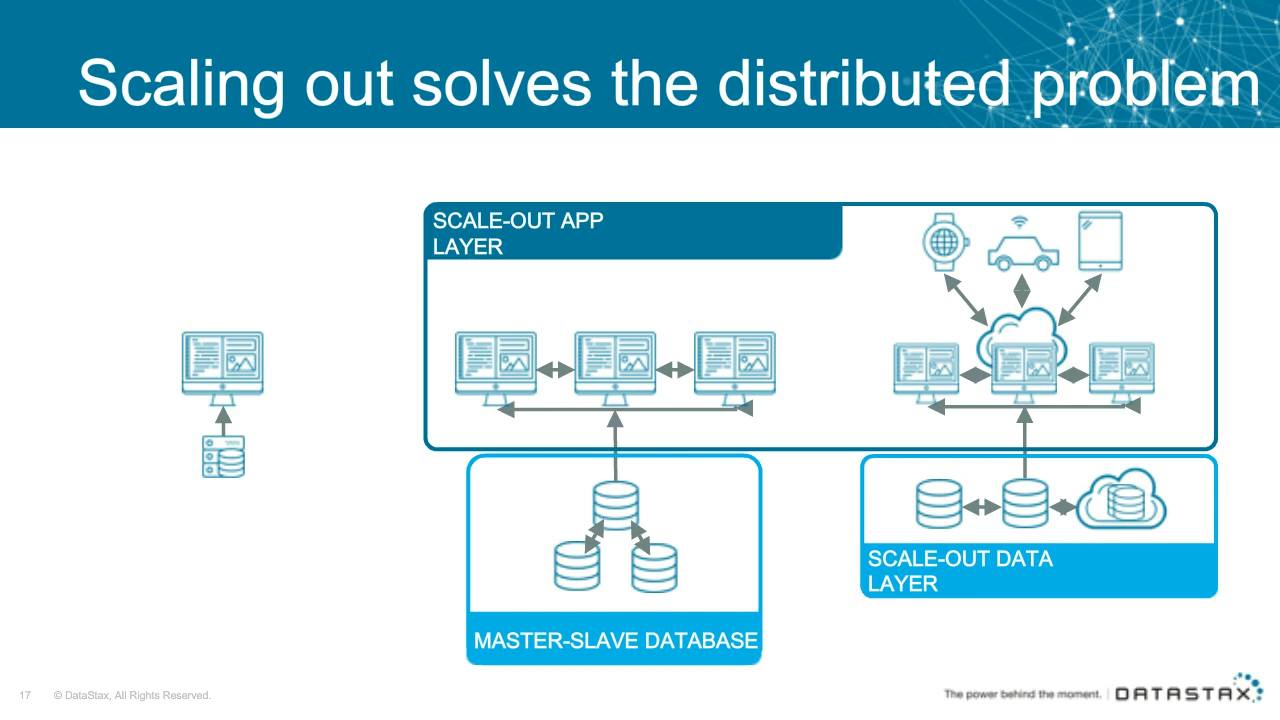 Scaling out solves the distributed problem
SCALE-OUT APP
LAYER
SCALE-OUT DATA
LAYER
MASTER-SLAVE DATABASE
17 © DataStax, All Rights Reserved.
The power behind the moment. | DATASTAX